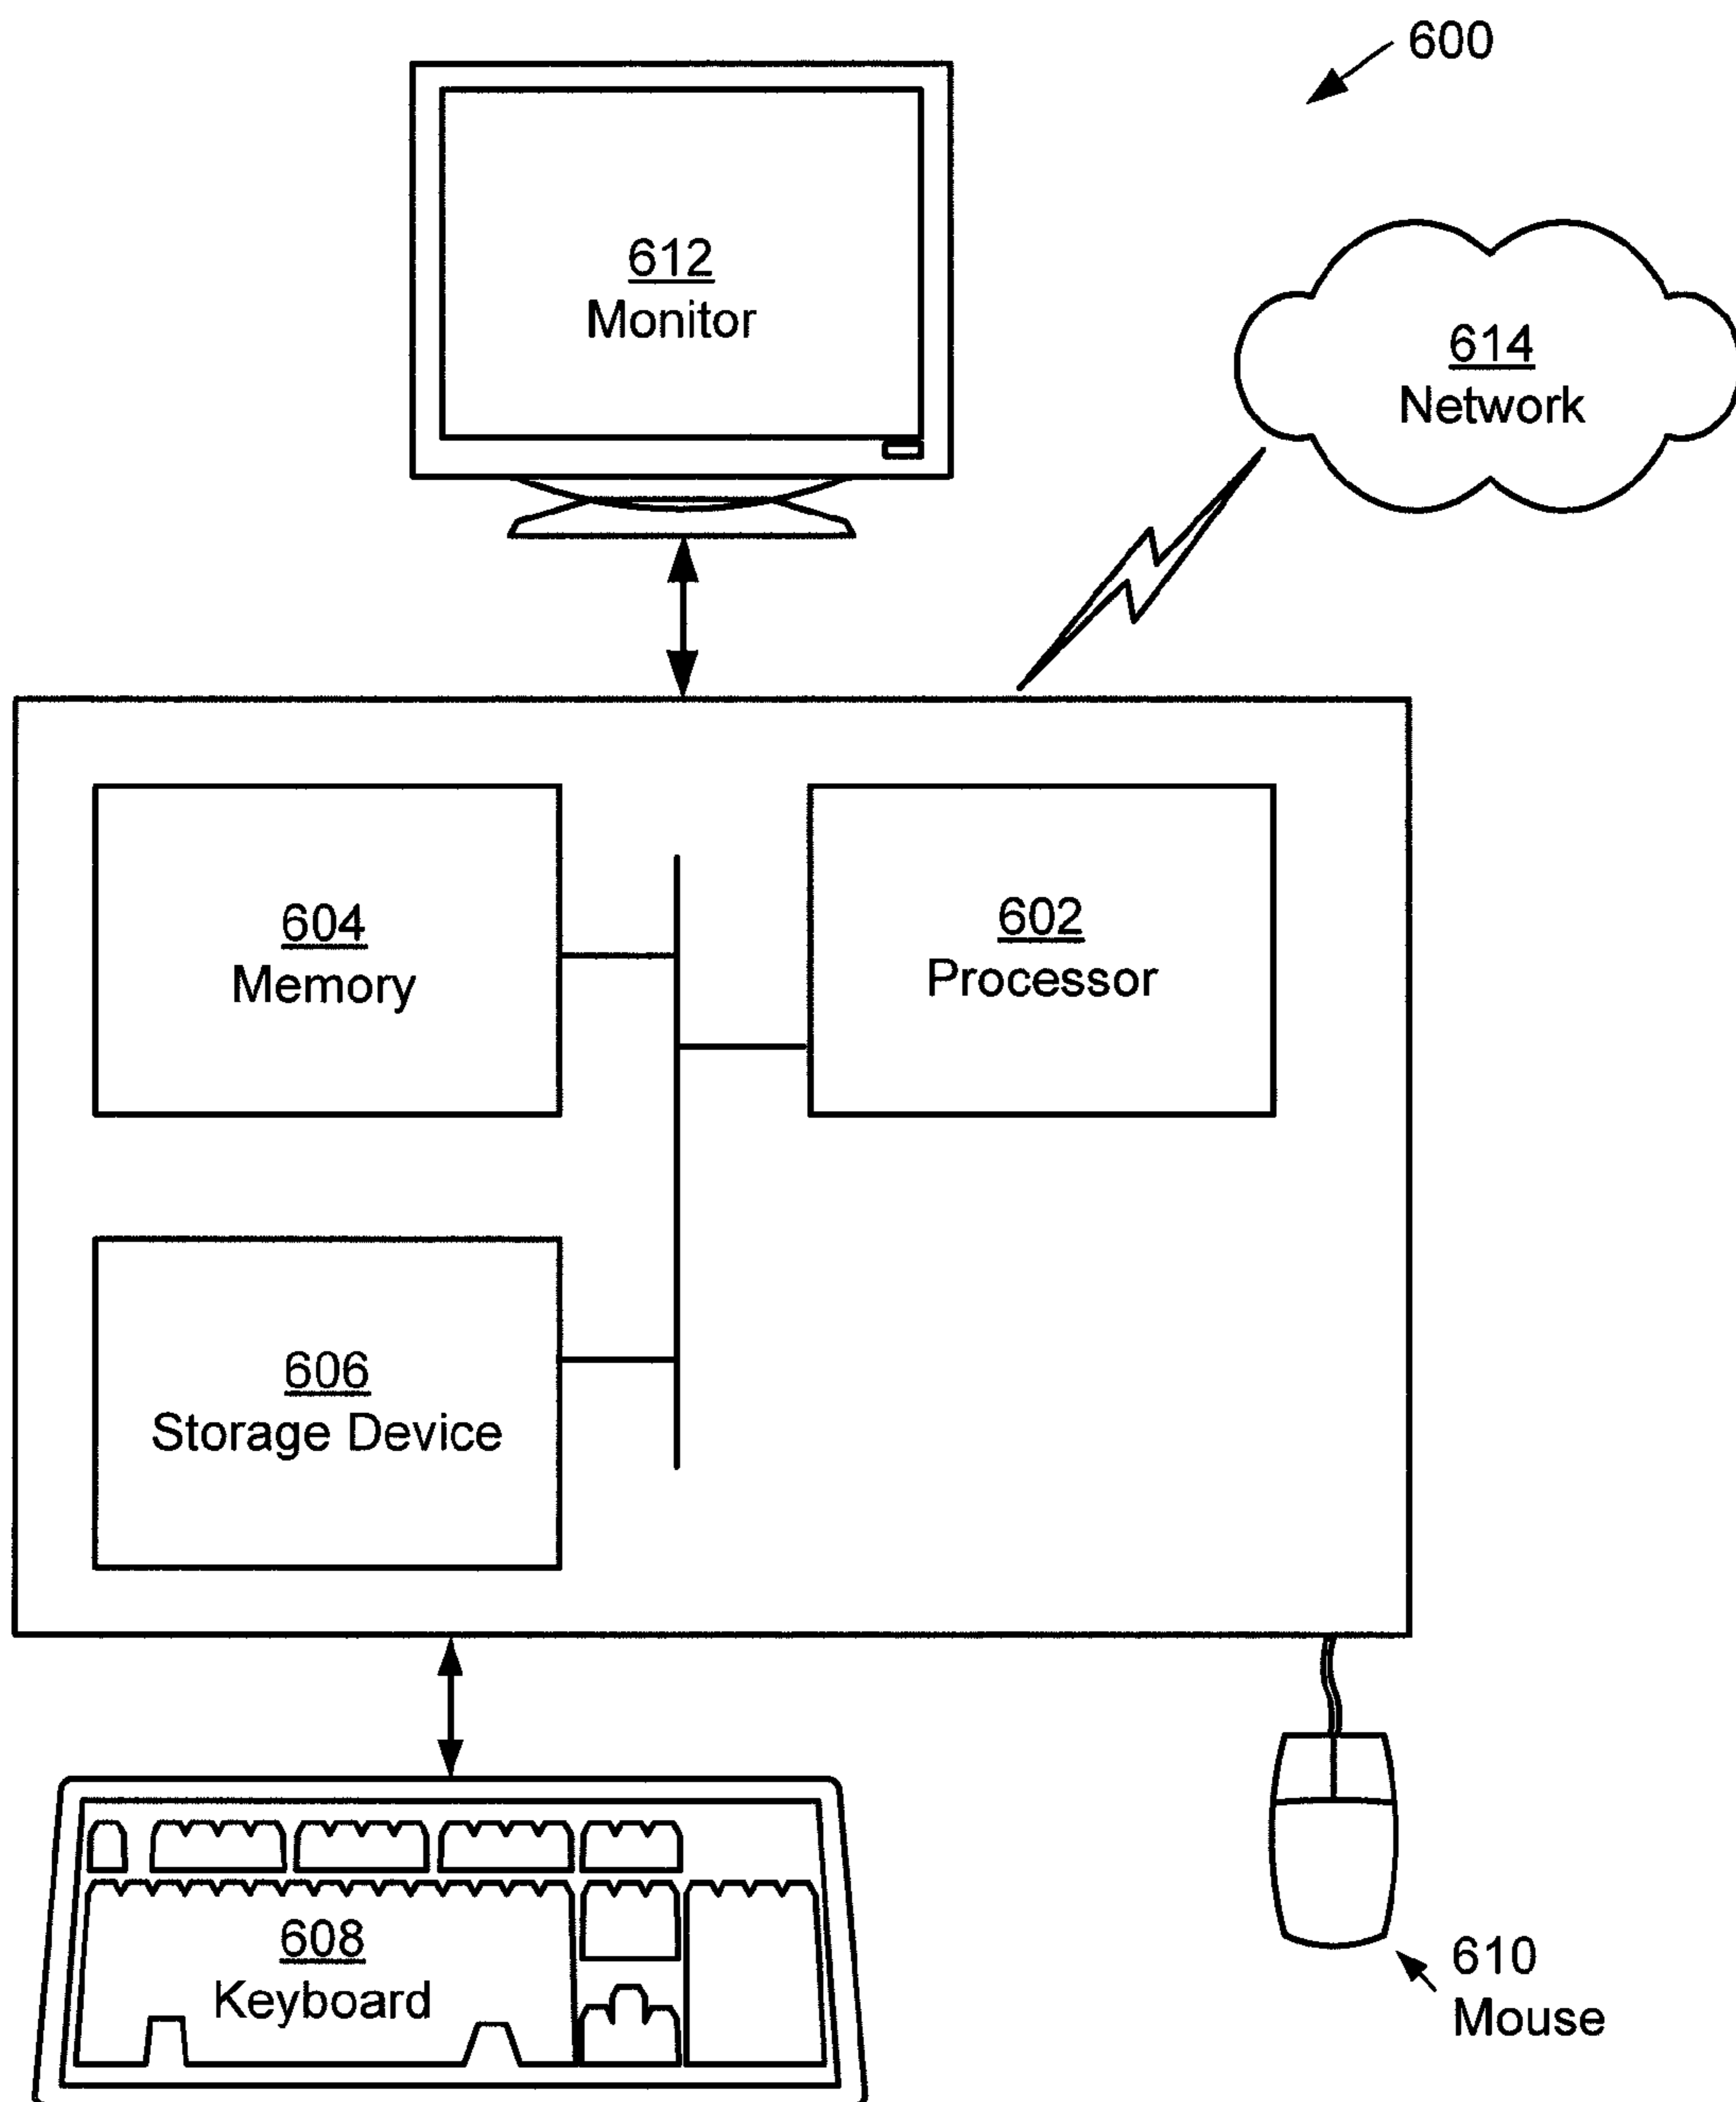 600
612
Monitor
614
Network
604
Memory
602
Processor
606
Storage Device
608
Keyboard
610
Mouse